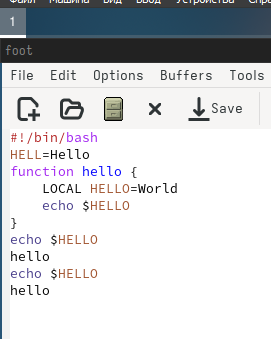 Файл Машина Вид Ввод Устройства
1
foot
File Edit Options Buffers Tools
Save
#!/bin/bash
HELL=Hello
function hello {
    LOCAL HELLO=World
    echo $HELLO
}
echo $HELLO
hello
echo $HELLO
hello